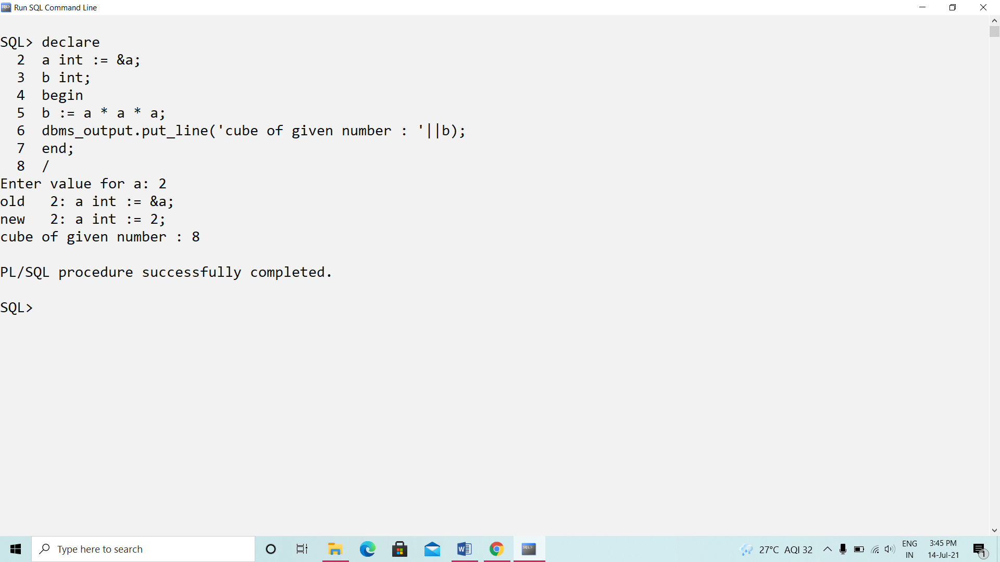 Run SQL Command Line
SQL> declare
  2  a int := &a;
  3  b int;
  4  begin
  5  b := a * a * a;
  6  dbms_output.put_line('cube of given number : '||b);
  7  end;
  8  /
Enter value for a: 2
old   2: a int := &a;
new   2: a int := 2;
cube of given number : 8
PL/SQL procedure successfully completed.
SQL>
Type here to search
27°C AQI 32
ENG
IN
3:45 PM
14-Jul-21
1